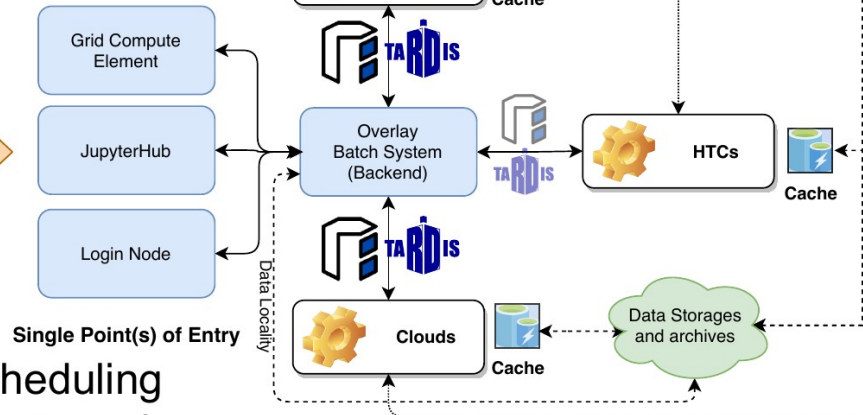 Cache
Grid Compute
Element
TARDIS
JupyterHub
Overlay
Batch System
(Backend)
TARDIS
HTCs
Cache
Login Node
TARDIS
Data Locality
Single Point(s) of Entry
Clouds
Cache
Data Storages
and archives
heduling